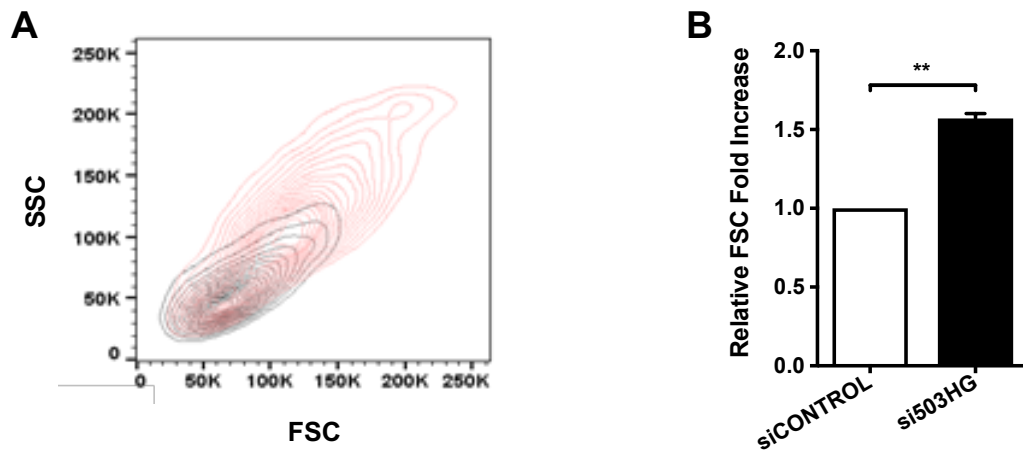 A
B
250K
200K
150K
100K
50K
0
SSC
0 50K 100K 150K 200K 250K
FSC
Relative FSC Fold Increase
2.0
1.5
1.0
0.5
0.0
**
siCONTROL
si503HG